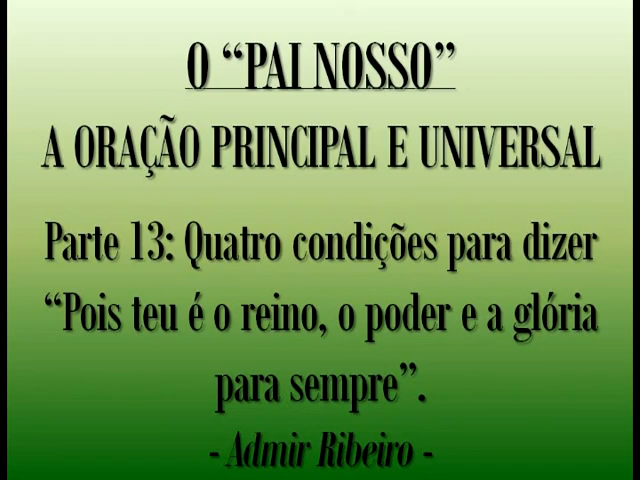 O “PAI NOSSO”
A ORAÇÃO PRINCIPAL E UNIVERSAL
Parte 13: Quatro condições para dizer
“Pois teu é o reino, o poder e a glória
para sempre”.
- Admir Ribeiro -